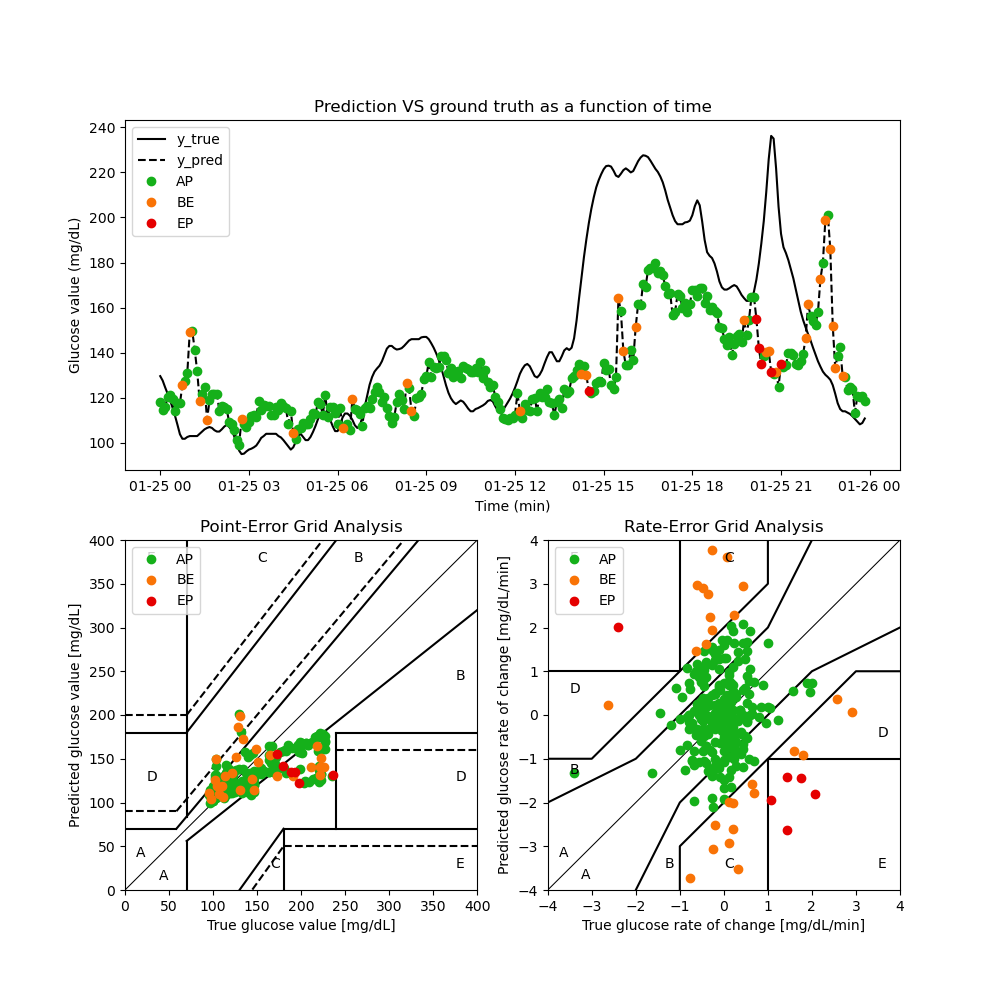 Prediction VS ground truth as a function of time
Glucose value (mg/dL)
240
220
200
180
160
140
120
100
y_true
y_pred
AP
BE
EP
01-25 00 01-25 03 01-25 06 01-25 09 01-25 12 01-25 15 01-25 18 01-25 21 01-26 00
Time (min)
Point-Error Grid Analysis
Predicted glucose value [mg/dL]
400
350
300
250
200
150
100
50
0
AP
BE
EP
C
B
B
D
D
A
A
C
E
0 50 100 150 200 250 300 350 400
True glucose value [mg/dL]
Rate-Error Grid Analysis
Predicted glucose rate of change [mg/dL/min]
4
3
2
1
0
−1
−2
−3
−4
AP
BE
EP
C
D
D
B
A
A
B
C
E
−4 −3 −2 −1 0 1 2 3 4
True glucose rate of change [mg/dL/min]